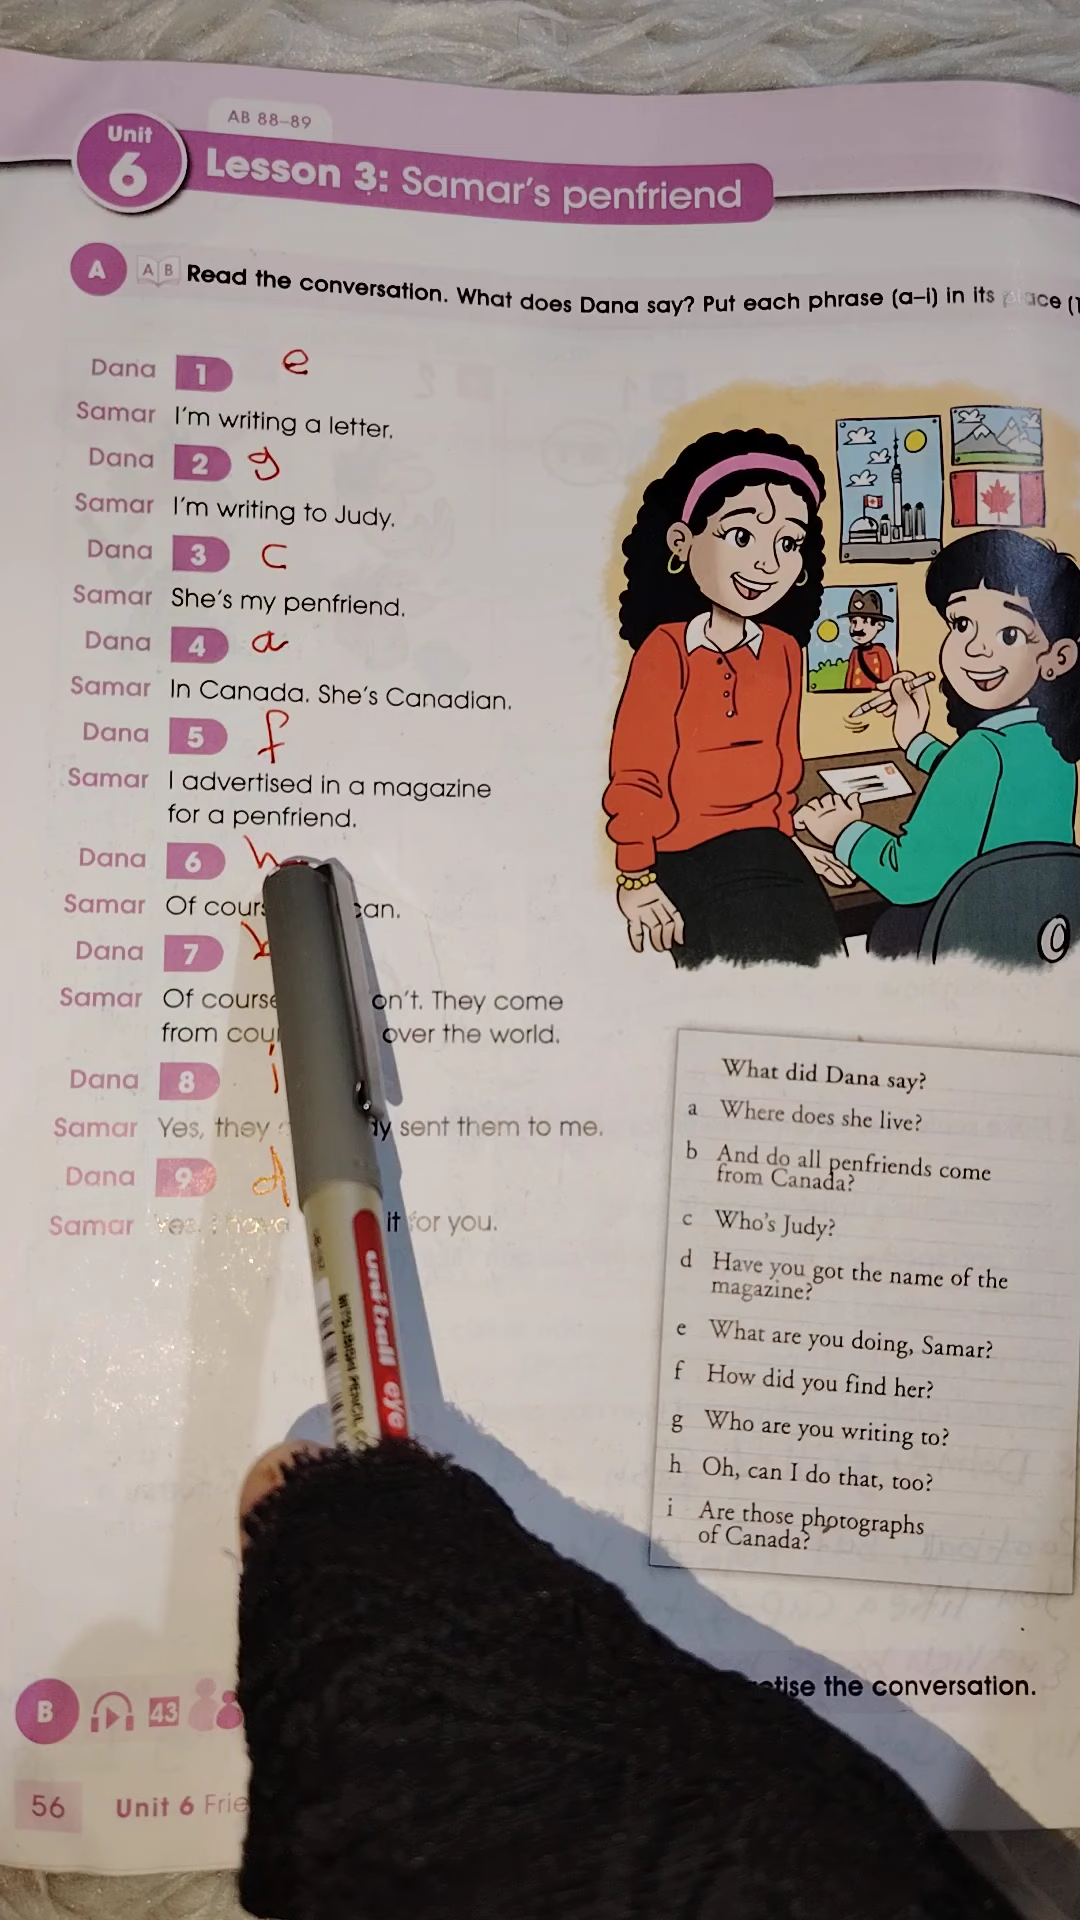 AB 88–89
Unit 6
Lesson 3: Samar's penfriend
A AB Read the conversation. What does Dana say? Put each phrase (a–i) in its place (1
Dana 1 e
Samar I'm writing a letter.
Dana 2 g
Samar I'm writing to Judy.
Dana 3 c
Samar She's my penfriend.
Dana 4 a
Samar In Canada. She's Canadian.
Dana 5 f
Samar I advertised in a magazine
for a penfriend.
Dana 6 h
Samar Of can.
Dana 7
Samar Of course They come
from over the world.
Dana 8 i
Samar Yes, they sent them to me.
Dana 9 d
Samar Yes, I have it for you.
What did Dana say?
a Where does she live?
b And do all penfriends come
from Canada?
c Who's Judy?
d Have you got the name of the
magazine?
e What are you doing, Samar?
f How did you find her?
g Who are you writing to?
h Oh, can I do that, too?
i Are those photographs
of Canada?
B 43 the conversation.
56 Unit 6
uni-ball eye
MITSUBISHI PENCIL